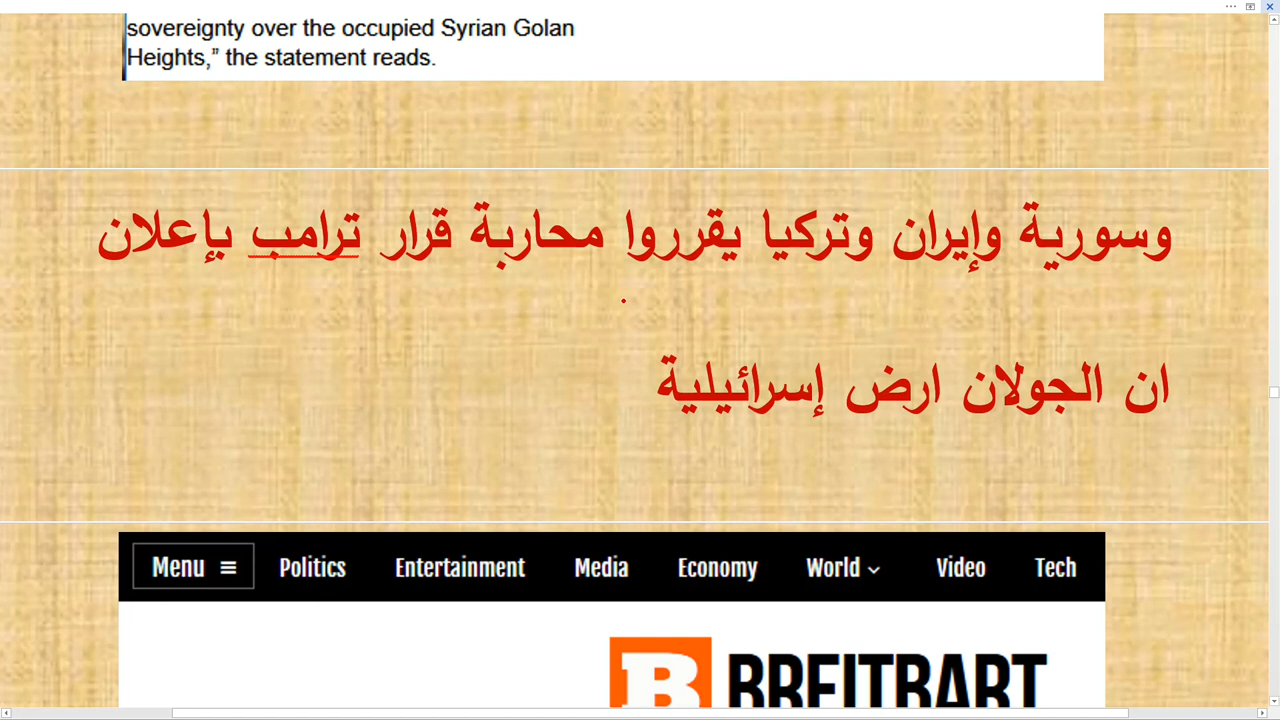 sovereignty over the occupied Syrian Golan
Heights,” the statement reads.
وسورية وإيران وتركيا يقرروا محاربة قرار ترامب بإعلان
ان الجولان ارض إسرائيلية
Menu Politics Entertainment Media Economy World Video Tech
B BREITBART